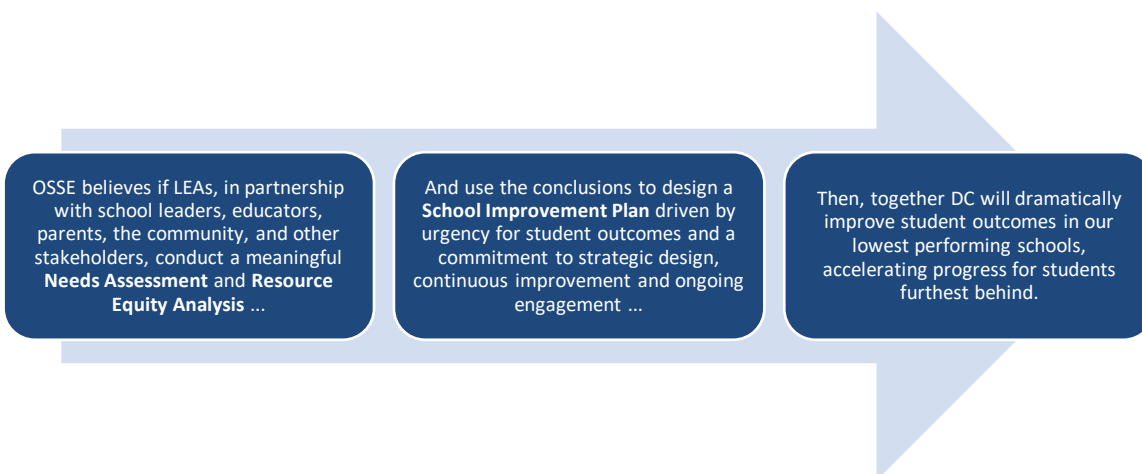 OSSE believes if LEAs, in partnership
with school leaders, educators,
parents, the community, and other
stakeholders, conduct a meaningful
Needs Assessment and Resource
Equity Analysis ...
And use the conclusions to design a
School Improvement Plan driven by
urgency for student outcomes and a
commitment to strategic design,
continuous improvement and ongoing
engagement ...
Then, together DC will dramatically
improve student outcomes in our
lowest performing schools,
accelerating progress for students
furthest behind.